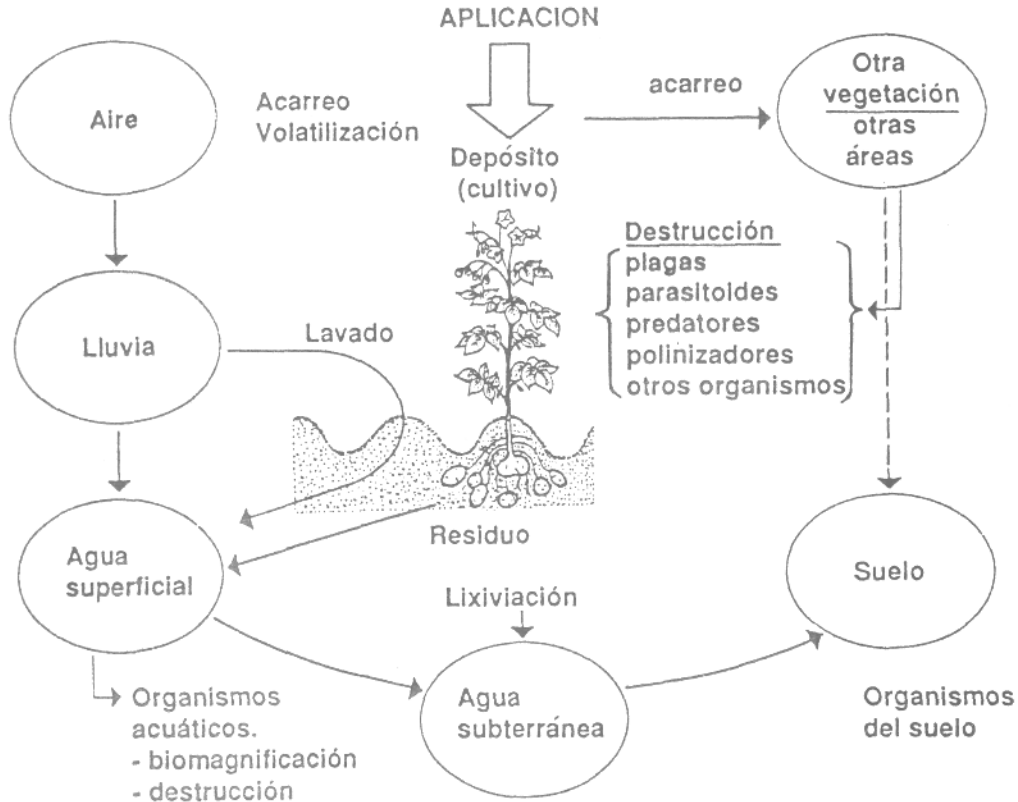 APLICACION
Aire
Acarreo
Volatilización
acarreo
Otra
vegetación
otras
áreas
Depósito
(cultivo)
Destrucción
plagas
parasitoides
predatores
polinizadores
otros organismos
Lluvia
Lavado
Residuo
Agua
superficial
Lixiviación
Suelo
Agua
subterránea
Organismos
acuáticos.
- biomagnificación
- destrucción
Organismos
del suelo